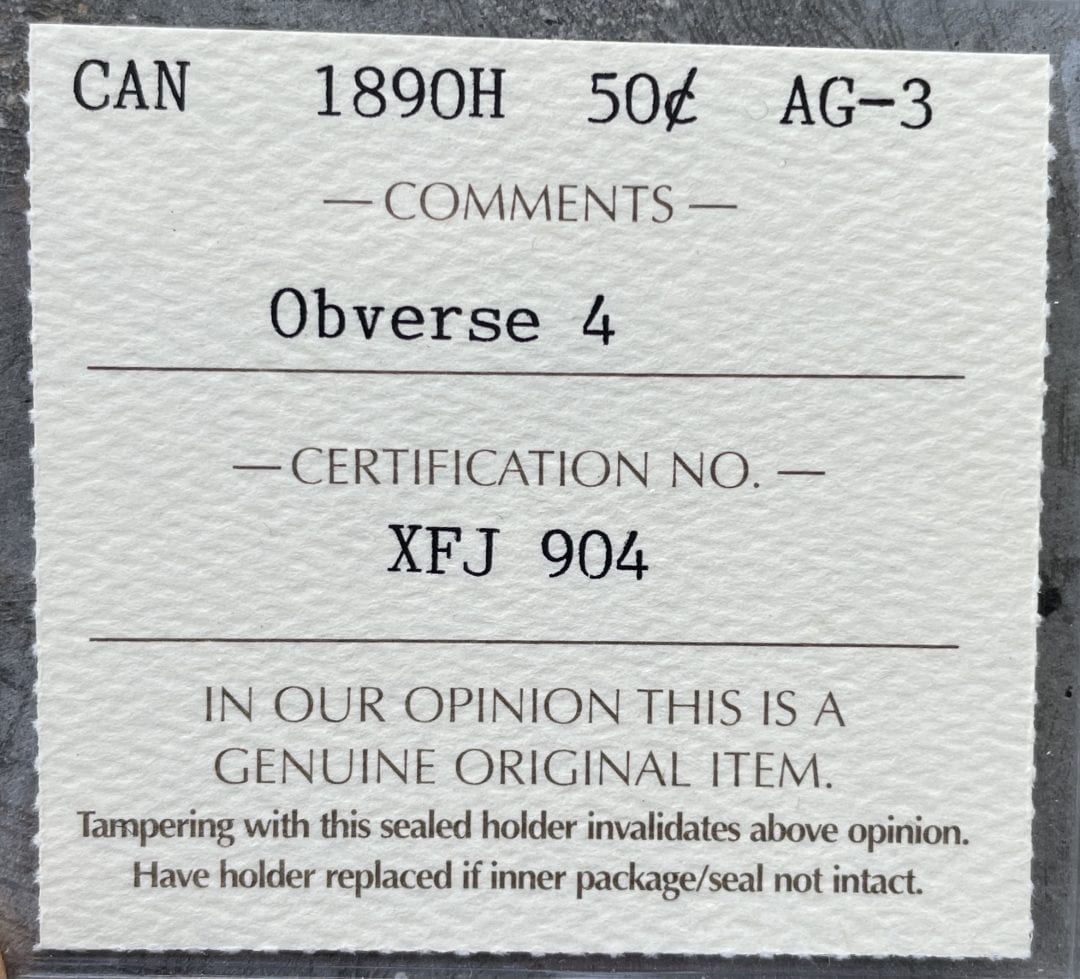 CAN 1890H 50¢ AG-3
—COMMENTS—
Obverse 4
—CERTIFICATION NO.—
XFJ 904
IN OUR OPINION THIS IS A
GENUINE ORIGINAL ITEM.
Tampering with this sealed holder invalidates above opinion.
Have holder replaced if inner package/seal not intact.